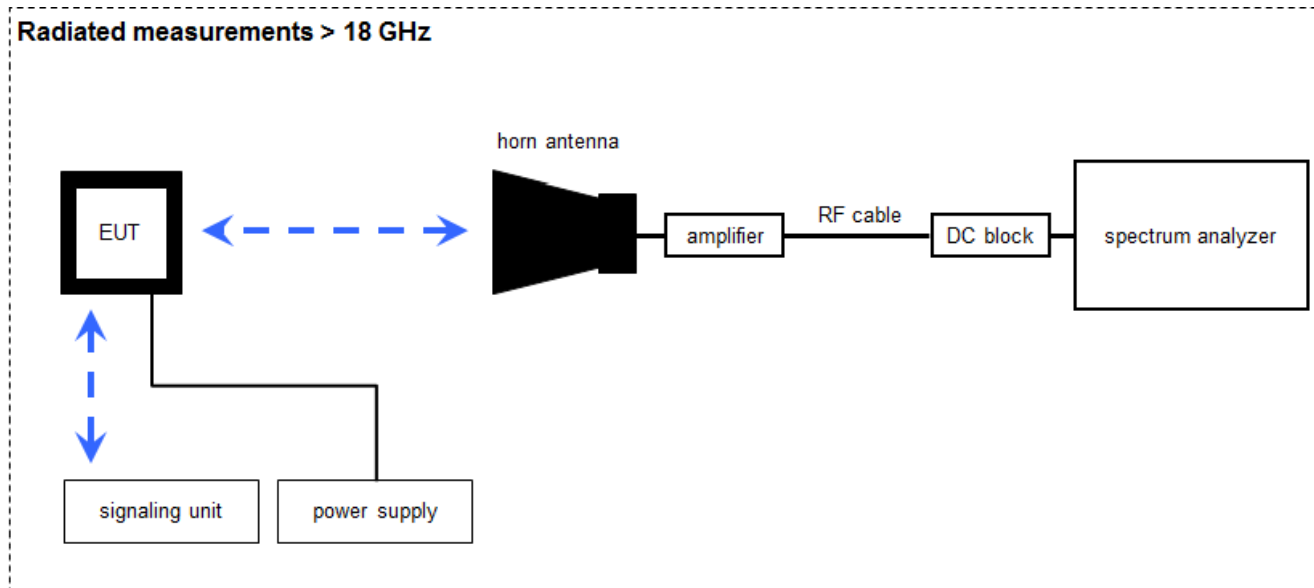 Radiated measurements > 18 GHz
horn antenna
EUT
amplifier
RF cable
DC block
spectrum analyzer
signaling unit
power supply